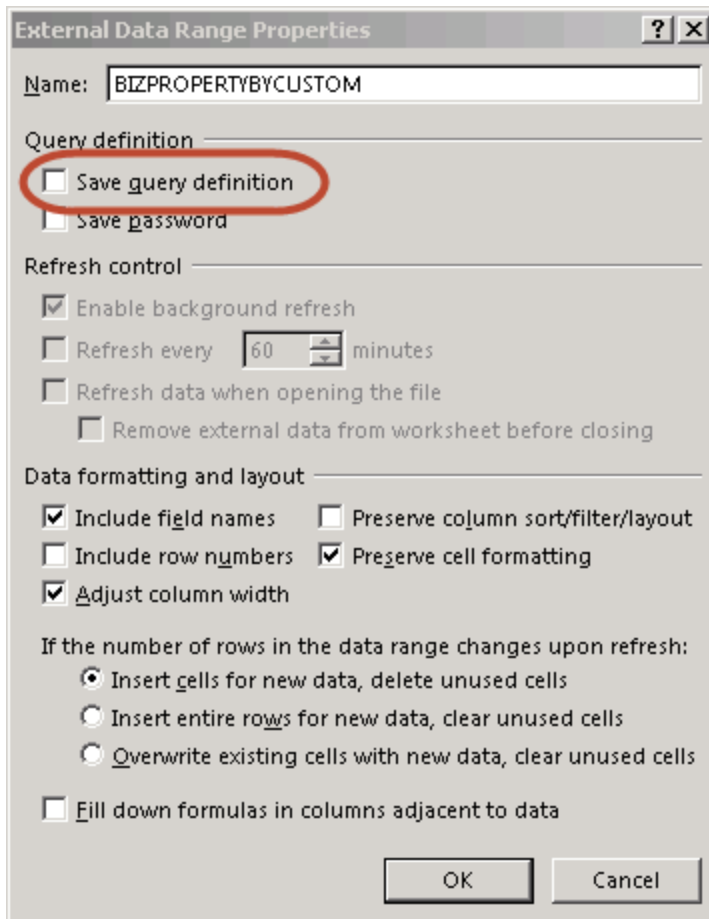 External Data Range Properties
Name: BIZPROPERTYBYCUSTOM
Query definition
Save query definition
Save password
Refresh control
Enable background refresh
Refresh every 60 minutes
Refresh data when opening the file
Remove external data from worksheet before closing
Data formatting and layout
Include field names Preserve column sort/filter/layout
Include row numbers Preserve cell formatting
Adjust column width
If the number of rows in the data range changes upon refresh:
Insert cells for new data, delete unused cells
Insert entire rows for new data, clear unused cells
Overwrite existing cells with new data, clear unused cells
Fill down formulas in columns adjacent to data
OK Cancel